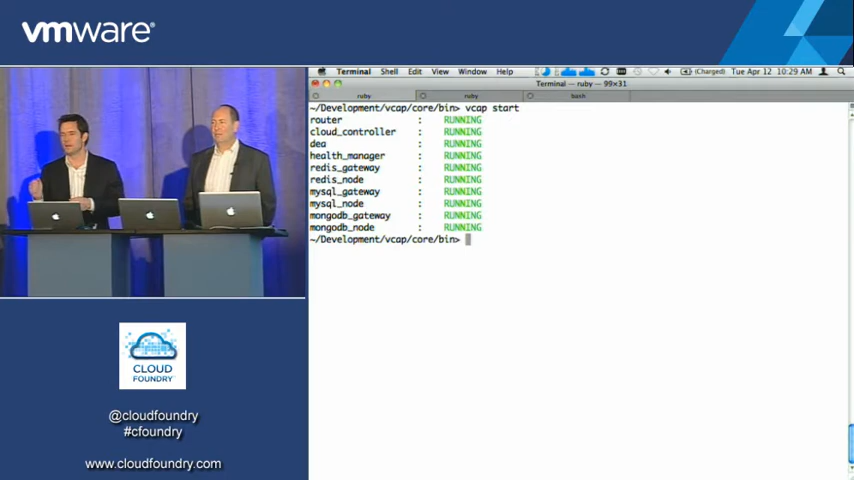 vmware®
Terminal Shell Edit View Window Help (Charged) Tue Apr 12 10:29 AM
Terminal — ruby — 99×31
ruby ruby bash
~/Development/vcap/core/bin> vcap start
router : RUNNING
cloud_controller : RUNNING
dea : RUNNING
health_manager : RUNNING
redis_gateway : RUNNING
redis_node : RUNNING
mysql_gateway : RUNNING
mysql_node : RUNNING
mongodb_gateway : RUNNING
mongodb_node : RUNNING
~/Development/vcap/core/bin>
CLOUD
FOUNDRY
@cloudfoundry
#cfoundry
www.cloudfoundry.com